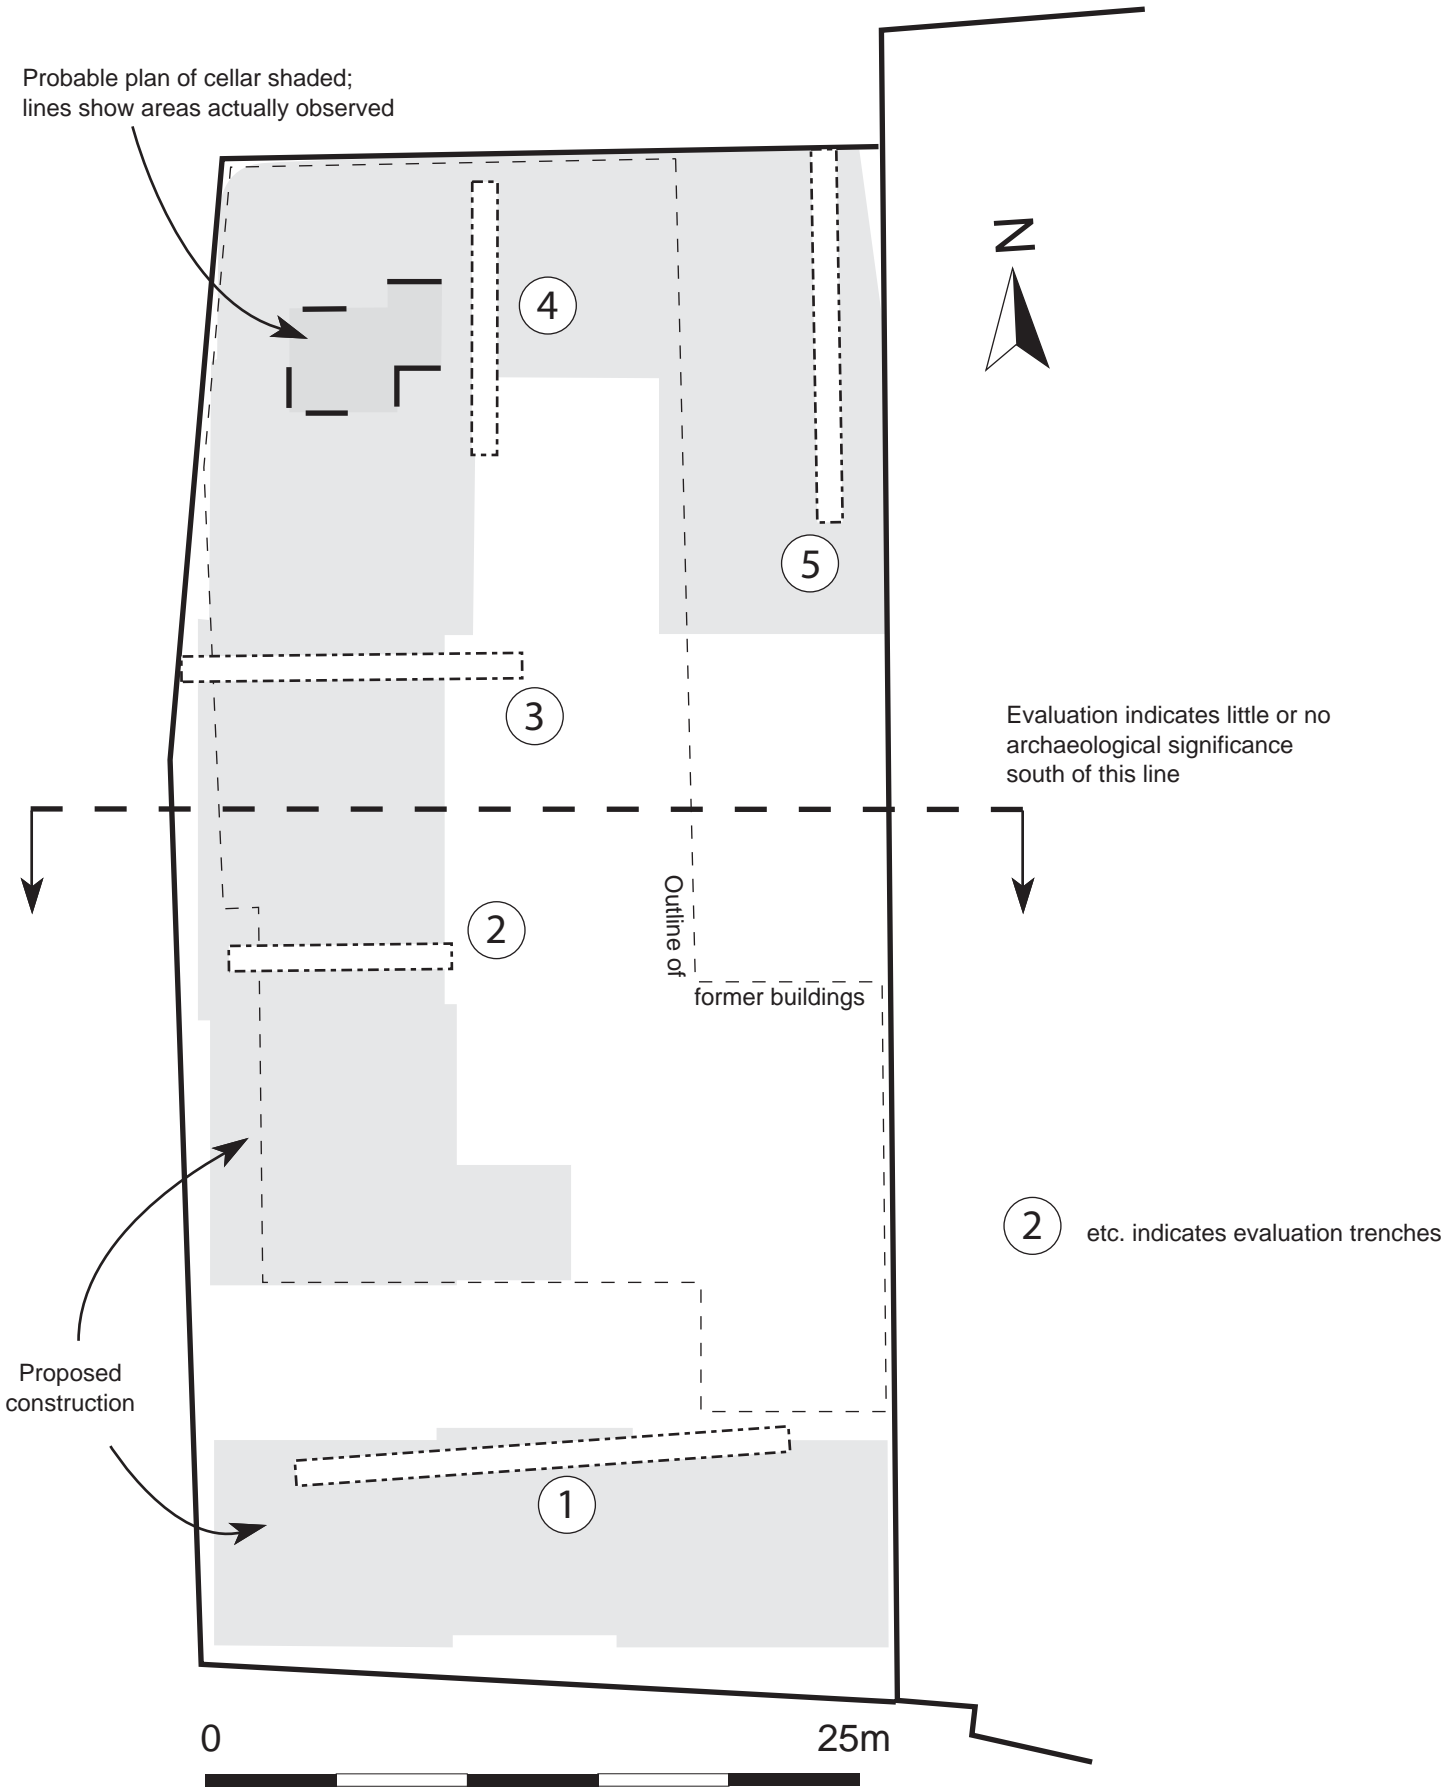 Probable plan of cellar shaded;
lines show areas actually observed
N
4
5
3
Evaluation indicates little or no
archaeological significance
south of this line
2
Outline of
former buildings
2
etc. indicates evaluation trenches
Proposed
construction
1
0
25m